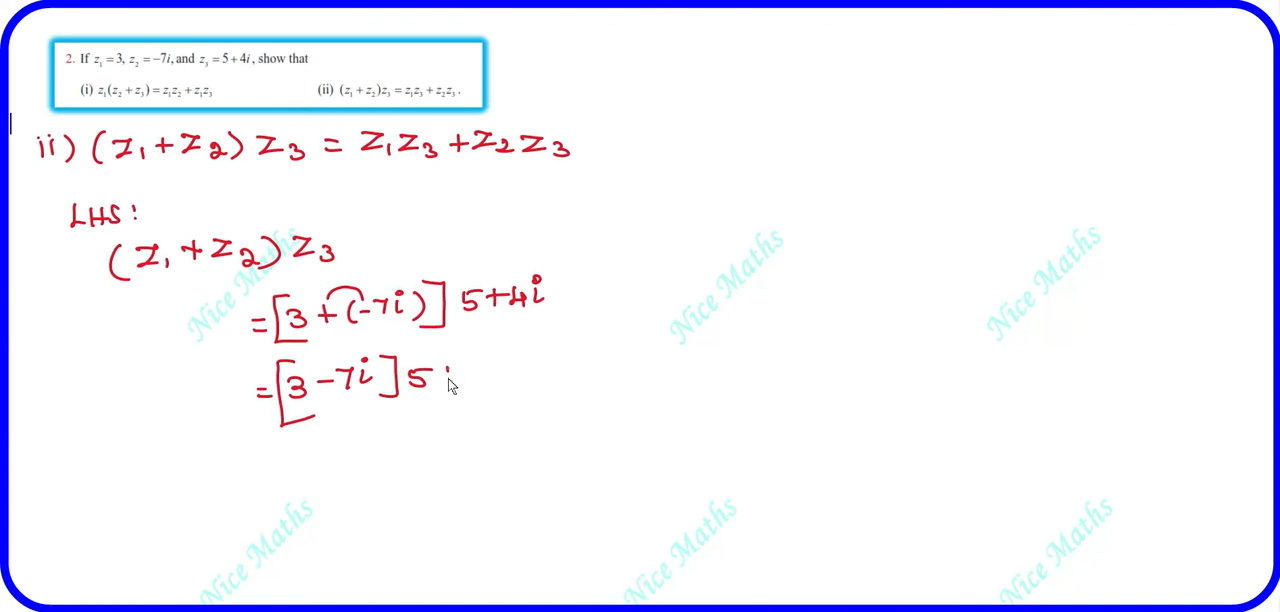 2. If z₁ = 3, z₂ = −7i, and z₃ = 5 + 4i, show that
(i) z₁(z₂ + z₃) = z₁z₂ + z₁z₃ (ii) (z₁ + z₂)z₃ = z₁z₃ + z₂z₃.
ii) (z₁ + z₂) z₃ = z₁z₃ + z₂z₃
LHS:
(z₁ + z₂) z₃
= [3 + (−7i)] 5+4i
= [3 − 7i] 5
Nice Maths
Nice Maths
Nice Maths
Nice Maths
Nice Maths
Nice Maths